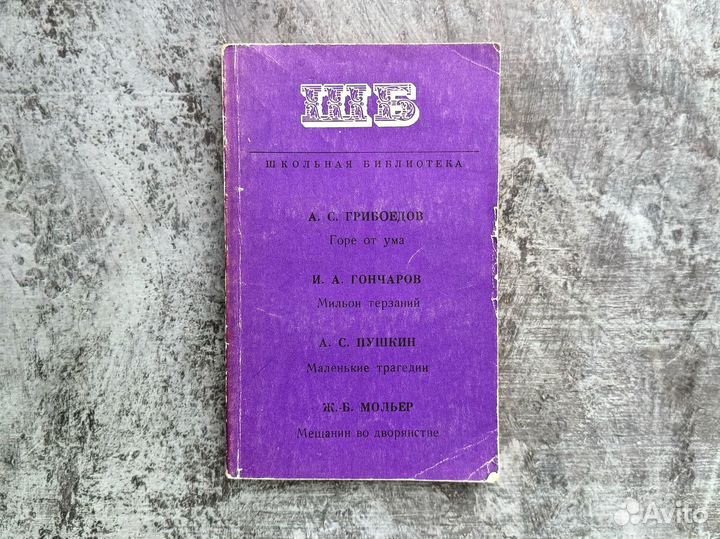 ШБ
ШКОЛЬНАЯ БИБЛИОТЕКА
А. С. ГРИБОЕДОВ
Горе от ума
И. А. ГОНЧАРОВ
Мильон терзаний
А. С. ПУШКИН
Маленькие трагедии
Ж.-Б. МОЛЬЕР
Мещанин во дворянстве
Avito